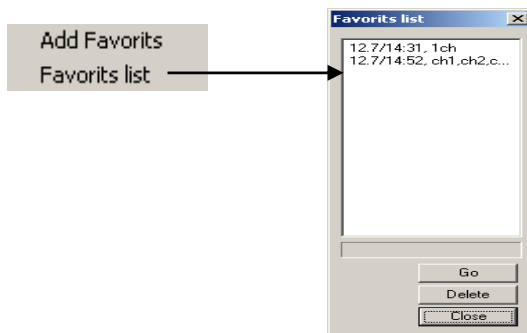 Add Favorits
Favorits list
Favorits list
12.7/14:31, 1ch
12.7/14:52, ch1,ch2,c...
Go
Delete
Close